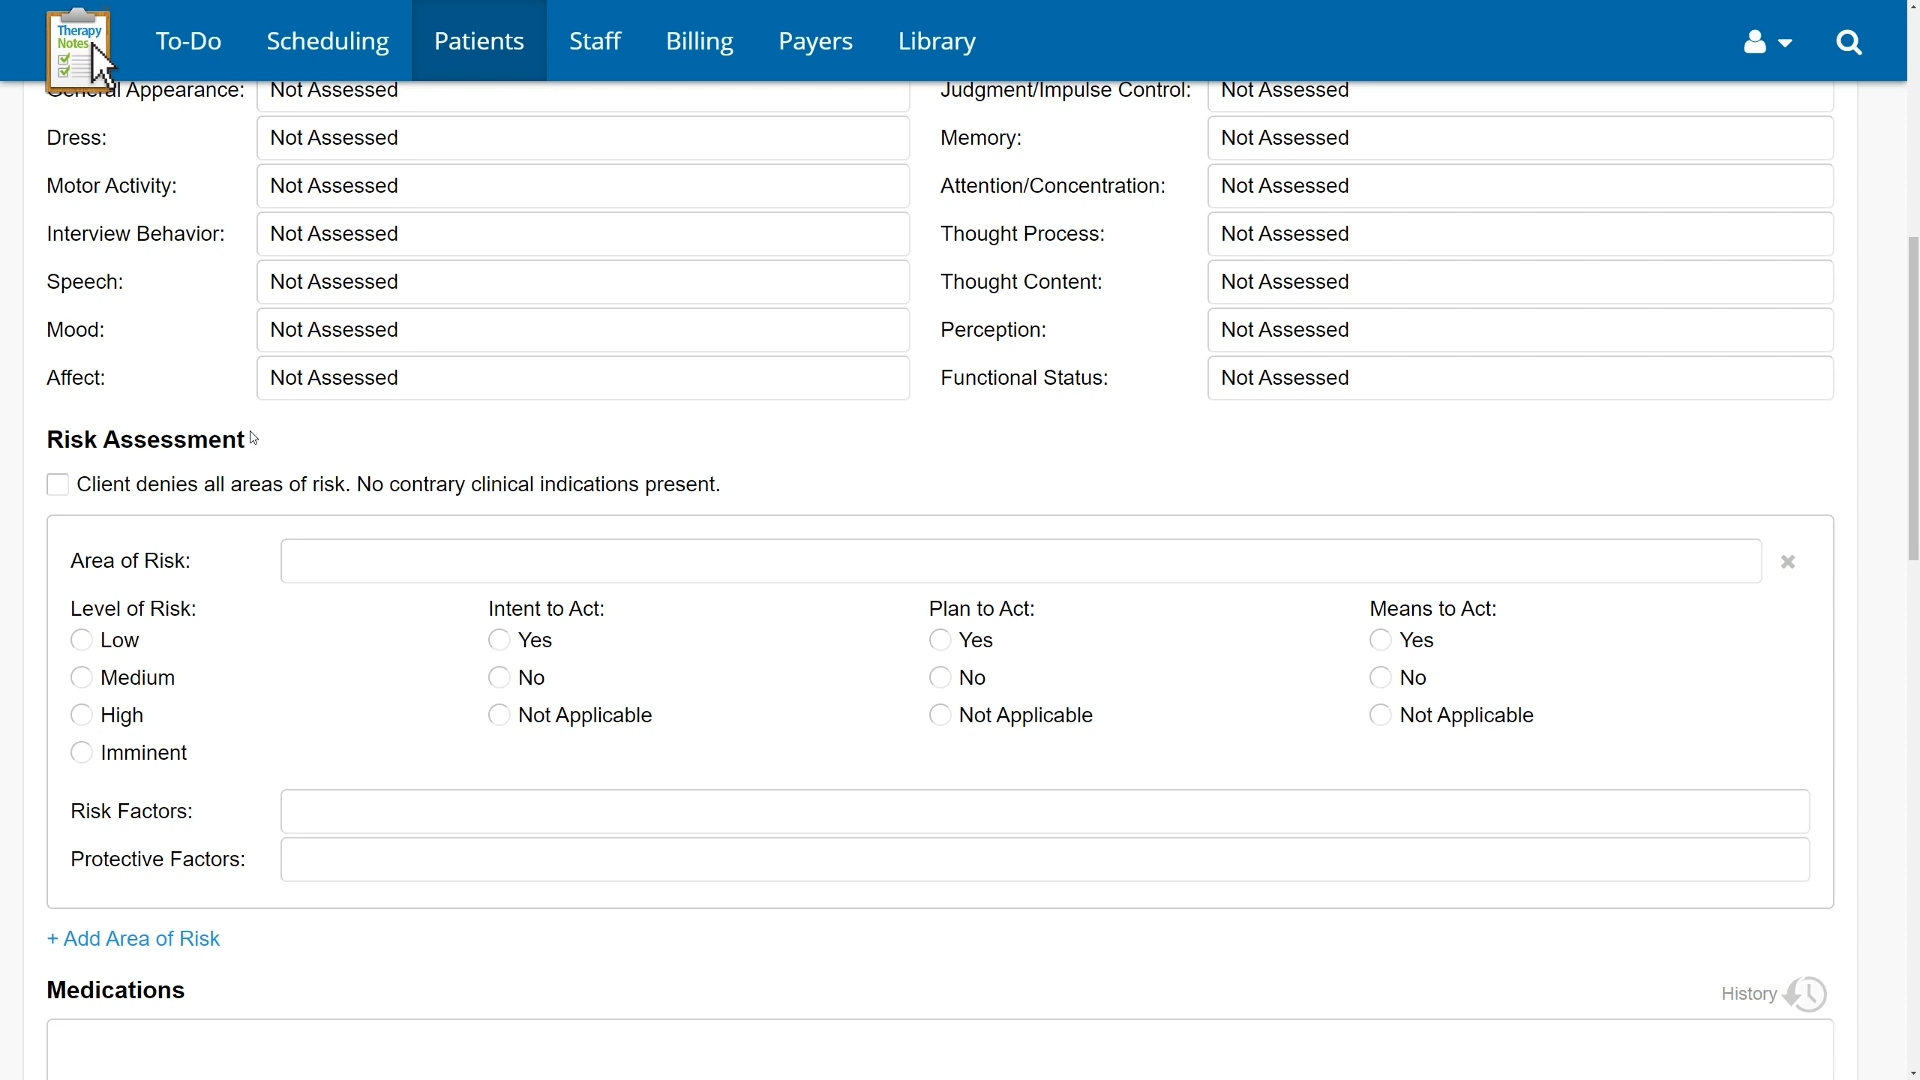 Therapy
Notes
To-Do Scheduling Patients Staff Billing Payers Library
General Appearance: Not Assessed Judgment/Impulse Control: Not Assessed
Dress: Not Assessed Memory: Not Assessed
Motor Activity: Not Assessed Attention/Concentration: Not Assessed
Interview Behavior: Not Assessed Thought Process: Not Assessed
Speech: Not Assessed Thought Content: Not Assessed
Mood: Not Assessed Perception: Not Assessed
Affect: Not Assessed Functional Status: Not Assessed
Risk Assessment
Client denies all areas of risk. No contrary clinical indications present.
Area of Risk:
Level of Risk: Intent to Act: Plan to Act: Means to Act:
Low Yes Yes Yes
Medium No No No
High Not Applicable Not Applicable Not Applicable
Imminent
Risk Factors:
Protective Factors:
+ Add Area of Risk
Medications History